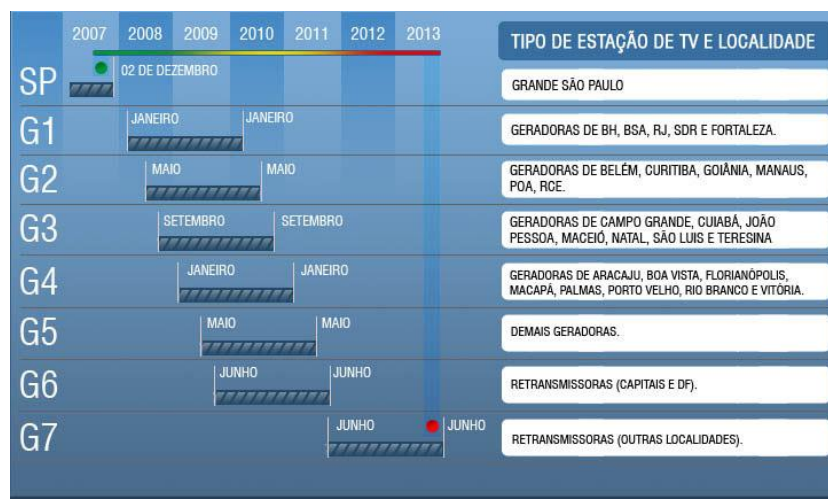 2007 2008 2009 2010 2011 2012 2013
TIPO DE ESTAÇÃO DE TV E LOCALIDADE
SP
02 DE DEZEMBRO
GRANDE SÃO PAULO
G1
JANEIRO JANEIRO
GERADORAS DE BH, BSA, RJ, SDR E FORTALEZA.
G2
MAIO MAIO
GERADORAS DE BELÉM, CURITIBA, GOIÂNIA, MANAUS,
POA, RCE.
G3
SETEMBRO SETEMBRO
GERADORAS DE CAMPO GRANDE, CUIABÁ, JOÃO
PESSOA, MACEIÓ, NATAL, SÃO LUIS E TERESINA
G4
JANEIRO JANEIRO
GERADORAS DE ARACAJU, BOA VISTA, FLORIANÓPOLIS,
MACAPÁ, PALMAS, PORTO VELHO, RIO BRANCO E VITÓRIA.
G5
MAIO MAIO
DEMAIS GERADORAS.
G6
JUNHO JUNHO
RETRANSMISSORAS (CAPITAIS E DF).
G7
JUNHO JUNHO
RETRANSMISSORAS (OUTRAS LOCALIDADES).